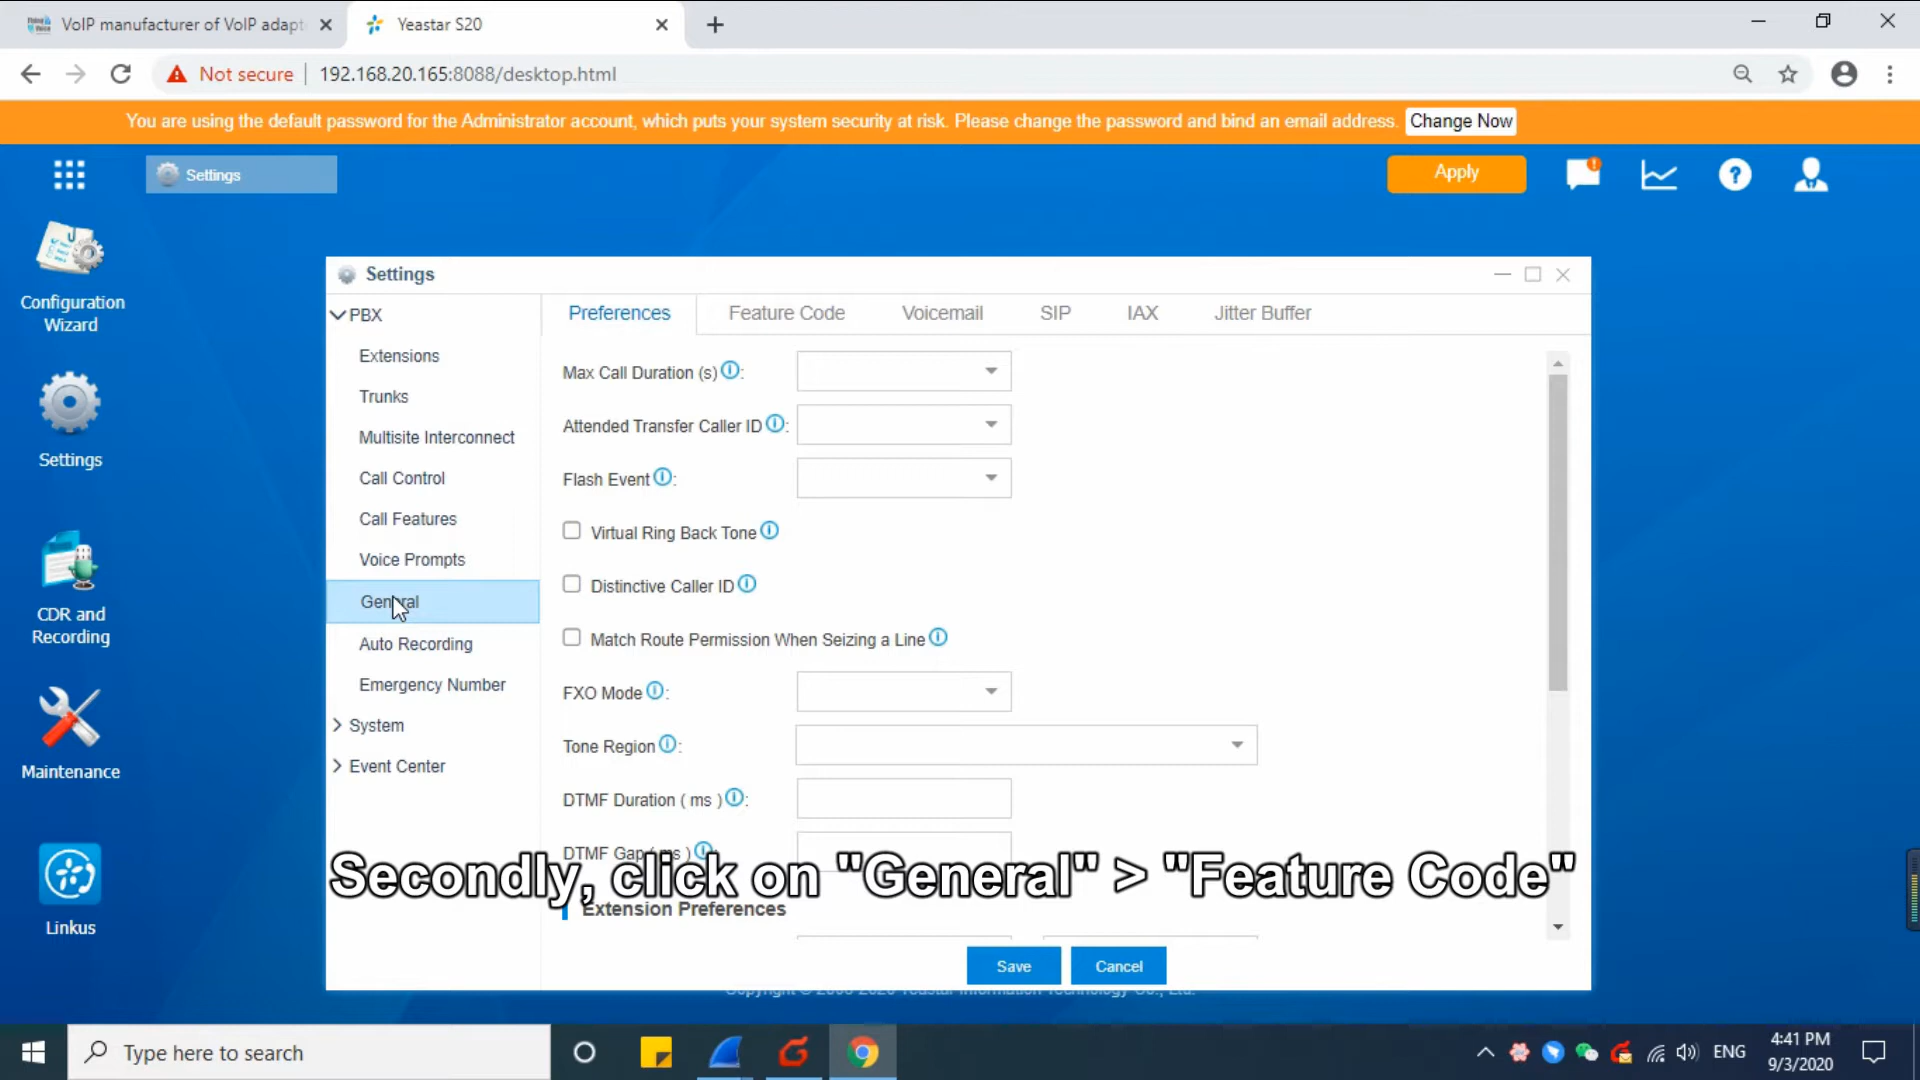 VoIP manufacturer of VoIP adapt
Yeastar S20
Not secure
192.168.20.165:8088/desktop.html
You are using the default password for the Administrator account, which puts your system security at risk. Please change the password and bind an email address.
Change Now
Settings
Apply
Configuration
Wizard
Settings
CDR and
Recording
Maintenance
Linkus
Settings
PBX
Extensions
Trunks
Multisite Interconnect
Call Control
Call Features
Voice Prompts
General
Auto Recording
Emergency Number
System
Event Center
Preferences
Feature Code
Voicemail
SIP
IAX
Jitter Buffer
Max Call Duration (s) :
Attended Transfer Caller ID :
Flash Event :
Virtual Ring Back Tone
Distinctive Caller ID
Match Route Permission When Seizing a Line
FXO Mode :
Tone Region :
DTMF Duration ( ms ) :
DTMF Gap ( ms ) :
Secondly, click on "General" > "Feature Code"
Extension Preferences
Save
Cancel
Type here to search
ENG
4:41 PM
9/3/2020